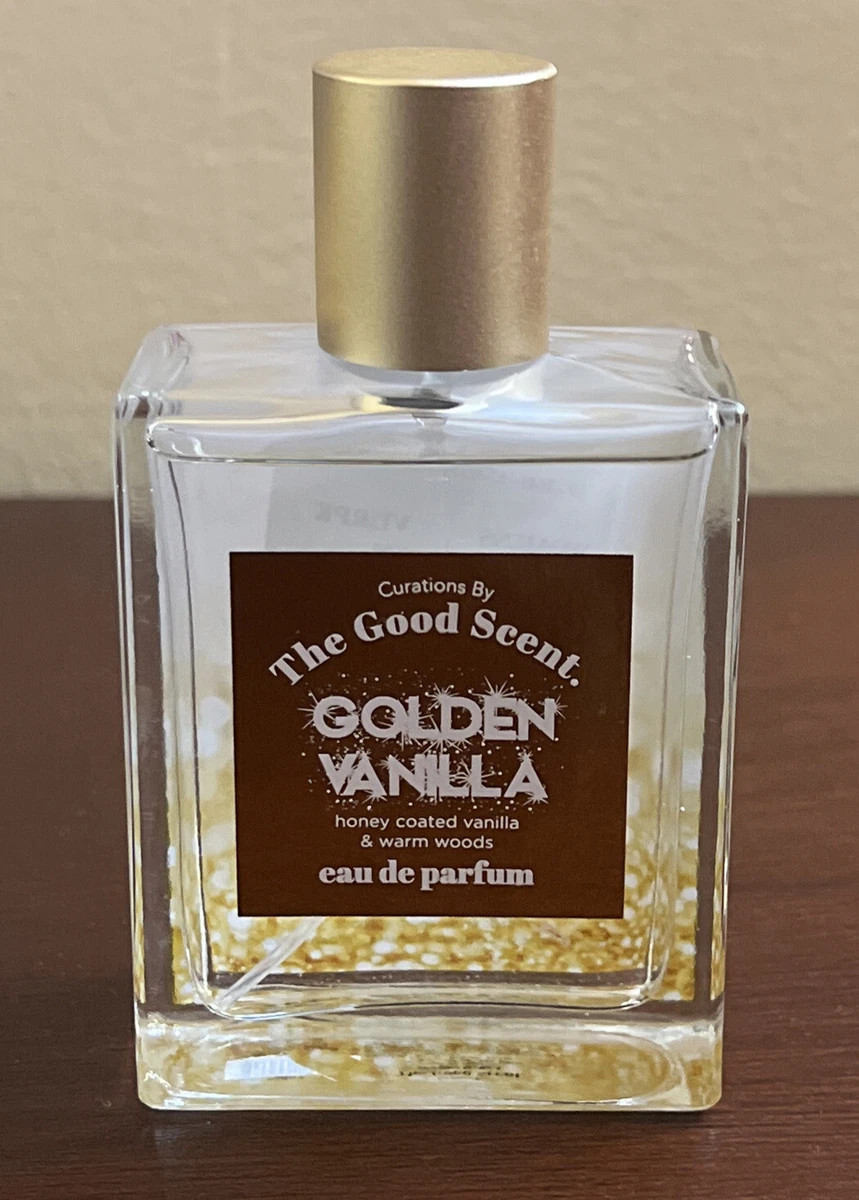 Curations By
The Good Scent.
GOLDEN
VANILLA
honey coated vanilla
& warm woods
eau de parfum